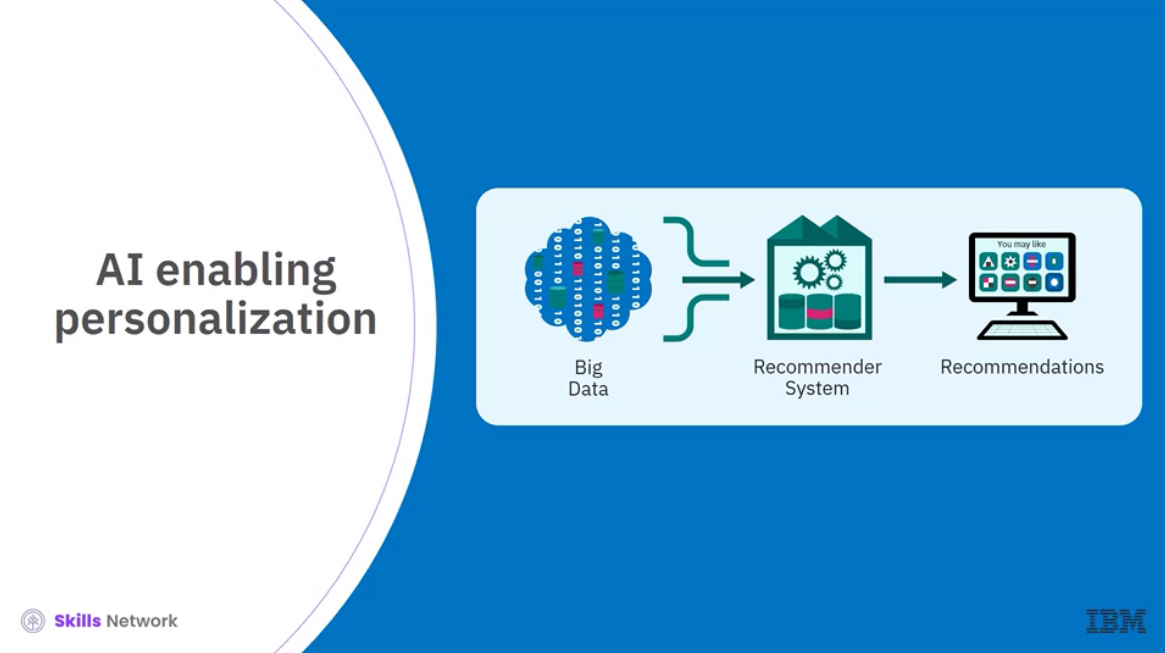 AI enabling
personalization
You may like
Big
Data
Recommender
System
Recommendations
Skills Network
IBM